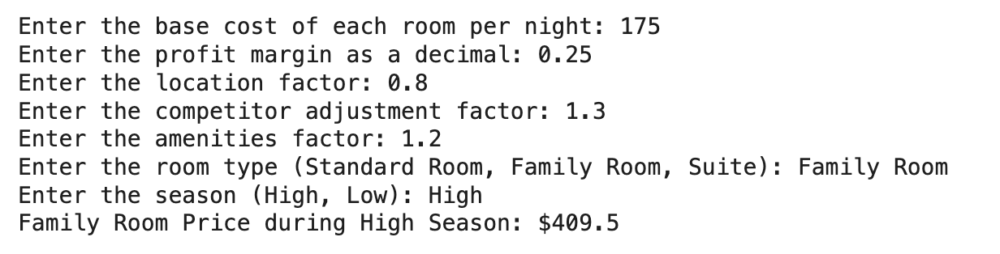 Enter the base cost of each room per night: 175
Enter the profit margin as a decimal: 0.25
Enter the location factor: 0.8
Enter the competitor adjustment factor: 1.3
Enter the amenities factor: 1.2
Enter the room type (Standard Room, Family Room, Suite): Family Room
Enter the season (High, Low): High
Family Room Price during High Season: $409.5